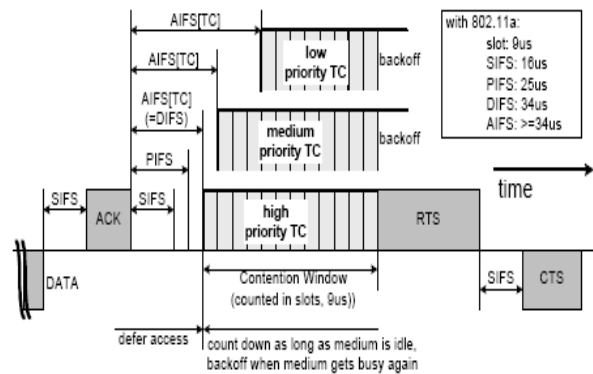 AIFS[TC]
low
priority TC
backoff
with 802.11a:
slot: 9us
SIFS: 16us
PIFS: 25us
DIFS: 34us
AIFS: >=34us
AIFS[TC]
AIFS[TC]
(=DIFS)
medium
priority TC
backoff
PIFS
time
SIFS
ACK
SIFS
high
priority TC
RTS
DATA
Contention Window
(counted in slots, 9us))
SIFS
CTS
defer access
count down as long as medium is idle,
backoff when medium gets busy again